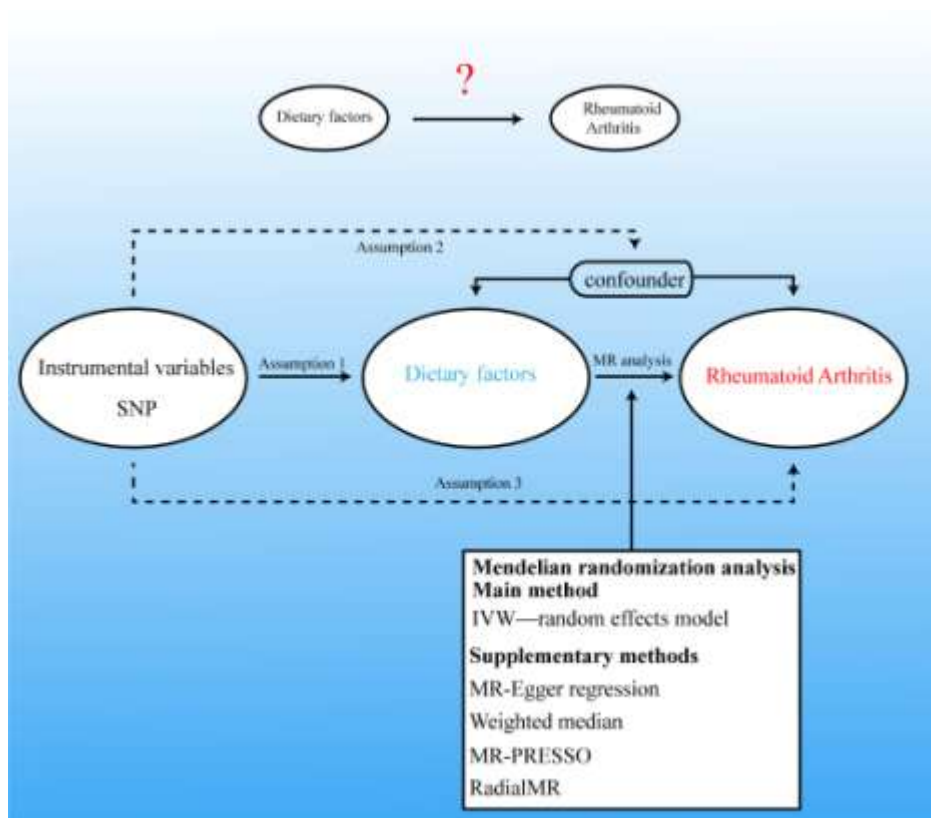 ?
Dietary factors
Rheumatoid
Arthritis
Assumption 2
confounder
Instrumental variables
SNP
Assumption 1
Dietary factors
MR analysis
Rheumatoid Arthritis
Assumption 3
Mendelian randomization analysis
Main method
IVW—random effects model
Supplementary methods
MR-Egger regression
Weighted median
MR-PRESSO
RadialMR